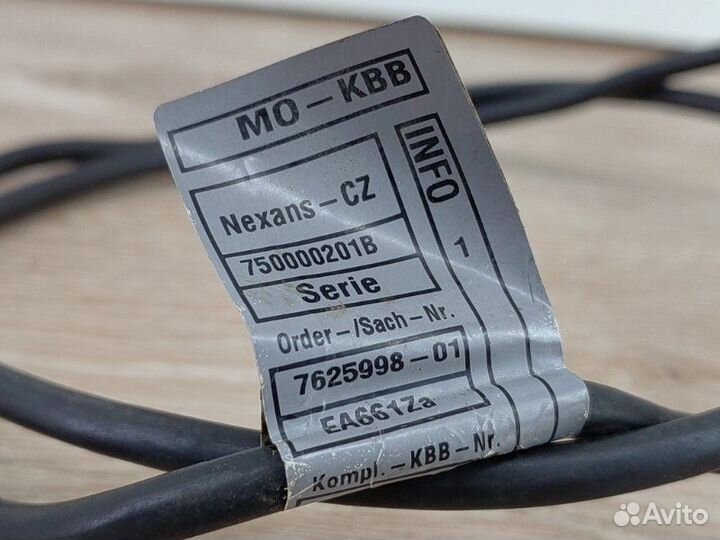 MO-KBB
INFO
Nexans-CZ
750000201B
1
Serie
Order-/Sach-Nr.
7625998-01
EA661Za
Kompl.-KBB-Nr.
Avito